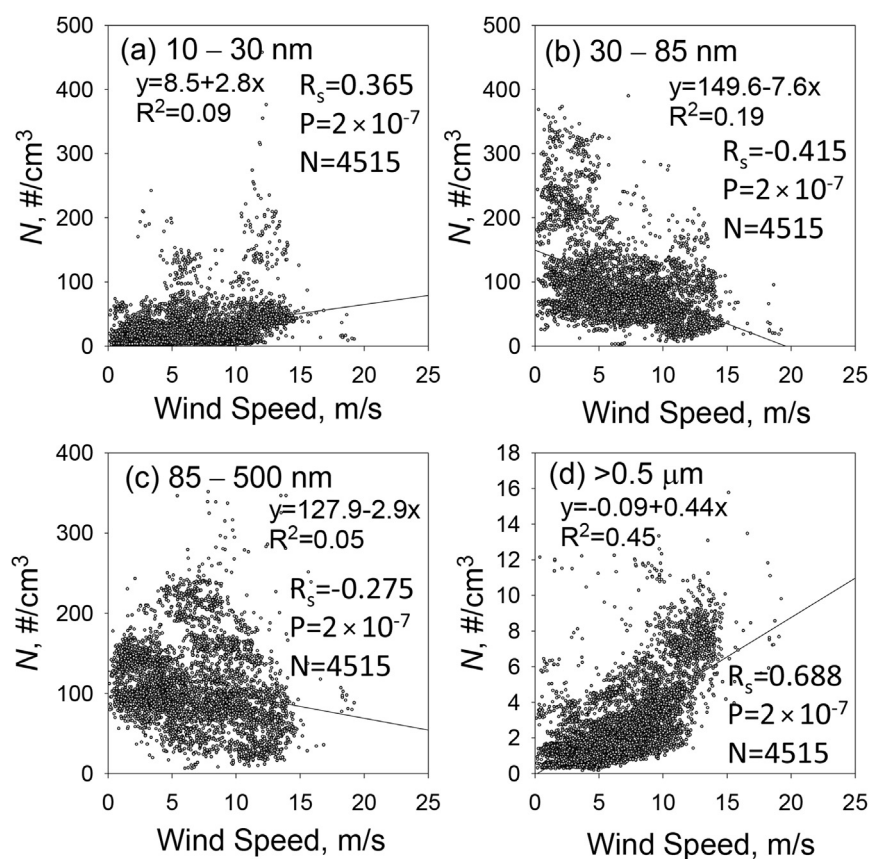 (a) 10 – 30 nm
y=8.5+2.8x
R²=0.09
Rₛ=0.365
P=2 × 10⁻⁷
N=4515
N, #/cm³
500
400
300
200
100
0
0 5 10 15 20 25
Wind Speed, m/s
(b) 30 – 85 nm
y=149.6-7.6x
R²=0.19
Rₛ=-0.415
P=2 × 10⁻⁷
N=4515
N, #/cm³
500
400
300
200
100
0
0 5 10 15 20 25
Wind Speed, m/s
(c) 85 – 500 nm
y=127.9-2.9x
R²=0.05
Rₛ=-0.275
P=2 × 10⁻⁷
N=4515
N, #/cm³
400
300
200
100
0
0 5 10 15 20 25
Wind Speed, m/s
(d) >0.5 μm
y=-0.09+0.44x
R²=0.45
Rₛ=0.688
P=2 × 10⁻⁷
N=4515
N, #/cm³
18
16
14
12
10
8
6
4
2
0
0 5 10 15 20 25
Wind Speed, m/s